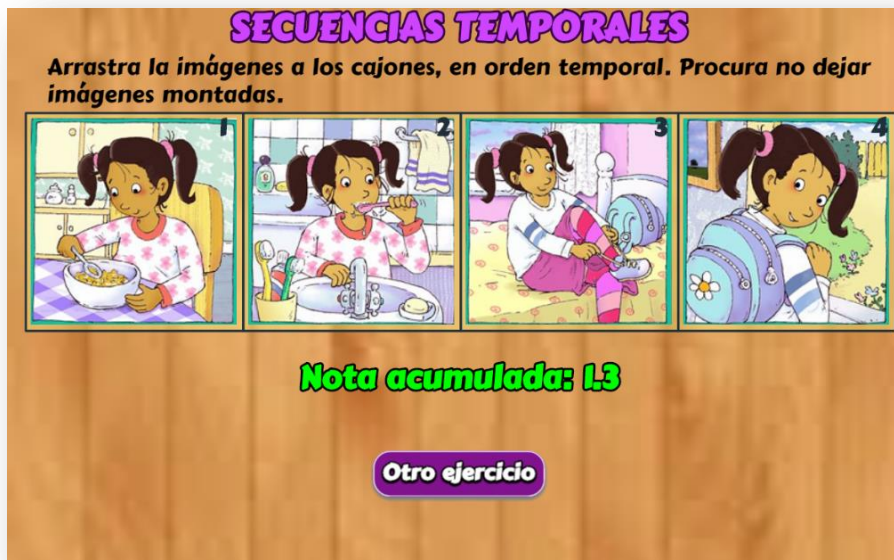 SECUENCIAS TEMPORALES
Arrastra la imágenes a los cajones, en orden temporal. Procura no dejar
imágenes montadas.
1 2 3 4
Nota acumulada: 1.3
Otro ejercicio